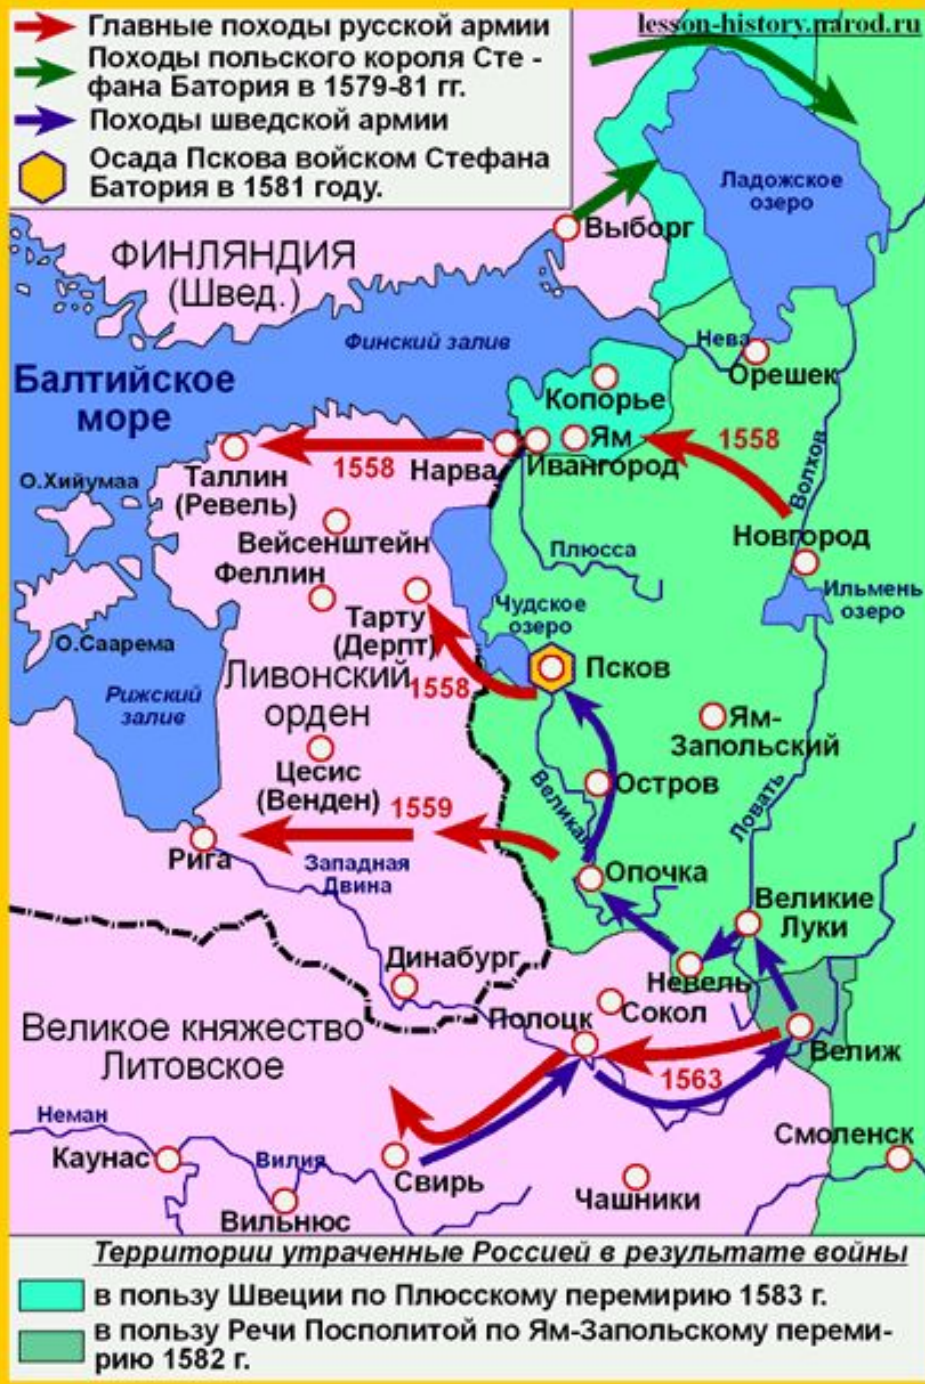 lesson-history.narod.ru
Главные походы русской армии
Походы польского короля Сте -
фана Батория в 1579-81 гг.
Походы шведской армии
Осада Пскова войском Стефана
Батория в 1581 году.
Ладожское
озеро
Выборг
ФИНЛЯНДИЯ
(Швед.)
Финский залив
Нева
Орешек
Балтийское
море
Копорье
Ям
1558
Ивангород
Нарва
1558
Таллин
(Ревель)
О.Хийумаа
Волхов
Новгород
Вейсенштейн
Плюсса
Феллин
Ильмень
озеро
Чудское
озеро
Тарту
(Дерпт)
О.Саарема
Псков
Ливонский
орден
1558
Рижский
залив
Ям-
Запольский
Цесис
(Венден)
Остров
Великая
Ловать
1559
Рига
Западная
Двина
Опочка
Великие
Луки
Динабург
Невель
Сокол
Полоцк
Великое княжество
Литовское
Велиж
1563
Неман
Смоленск
Каунас
Вилия
Свирь
Чашники
Вильнюс
Территории утраченные Россией в результате войны
в пользу Швеции по Плюсскому перемирию 1583 г.
в пользу Речи Посполитой по Ям-Запольскому переми-
рию 1582 г.